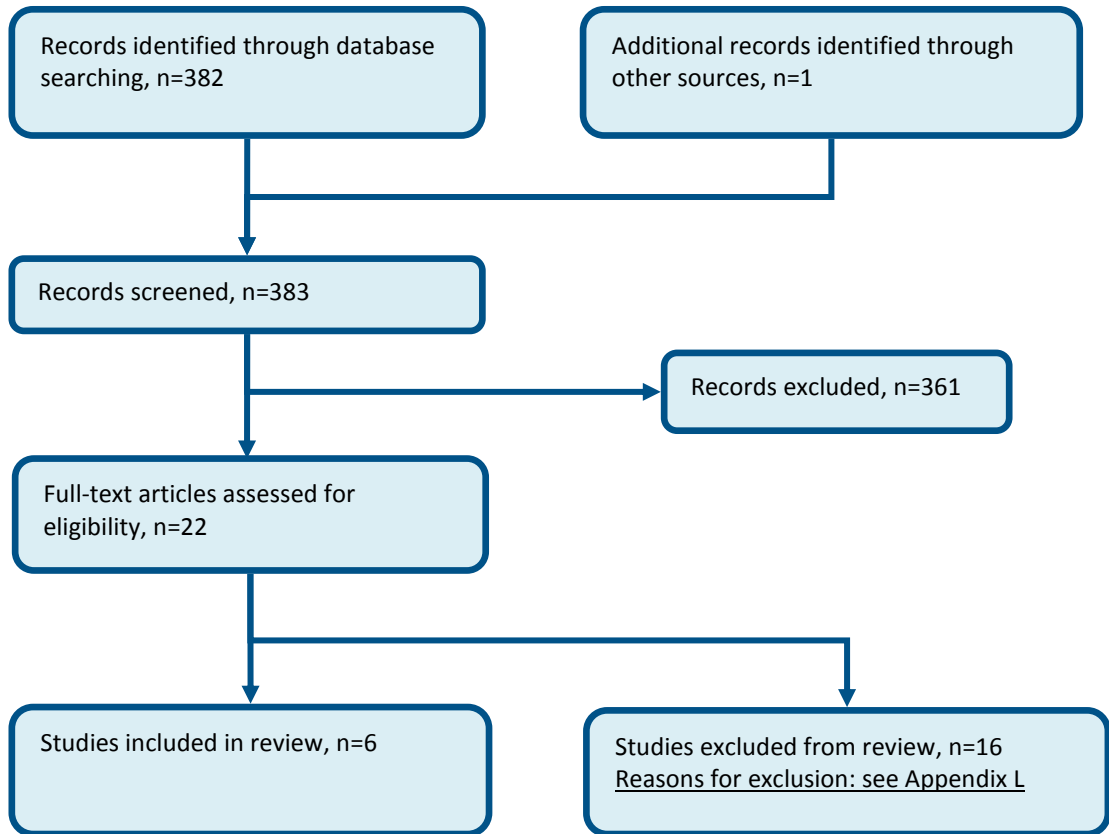 Records identified through database
searching, n=382
Additional records identified through
other sources, n=1
Records screened, n=383
Records excluded, n=361
Full-text articles assessed for
eligibility, n=22
Studies included in review, n=6
Studies excluded from review, n=16
Reasons for exclusion: see Appendix L